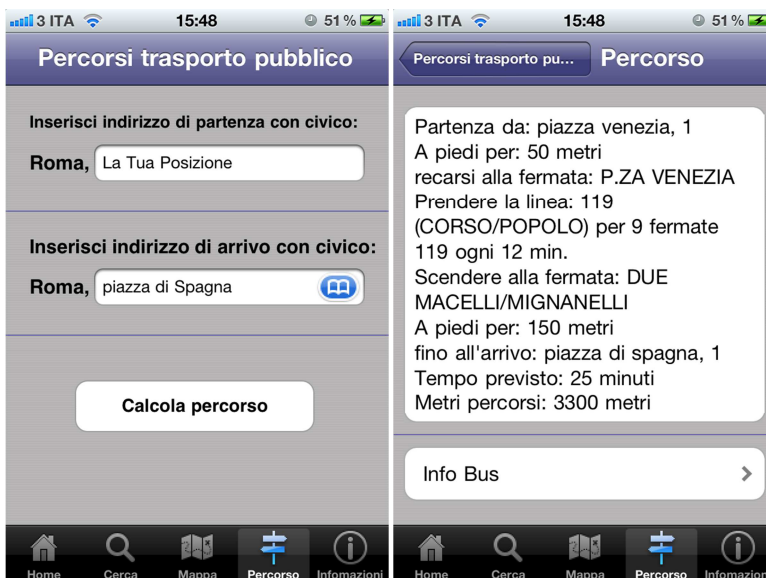 3 ITA 15:48 51 %
Percorsi trasporto pubblico
Inserisci indirizzo di partenza con civico:
Roma, La Tua Posizione
Inserisci indirizzo di arrivo con civico:
Roma, piazza di Spagna
Calcola percorso
Home Cerca Mappa Percorso Infomazioni
3 ITA 15:48 51 %
Percorsi trasporto pu... Percorso
Partenza da: piazza venezia, 1
A piedi per: 50 metri
recarsi alla fermata: P.ZA VENEZIA
Prendere la linea: 119
(CORSO/POPOLO) per 9 fermate
119 ogni 12 min.
Scendere alla fermata: DUE
MACELLI/MIGNANELLI
A piedi per: 150 metri
fino all'arrivo: piazza di spagna, 1
Tempo previsto: 25 minuti
Metri percorsi: 3300 metri
Info Bus
Home Cerca Mappa Percorso Infomazion